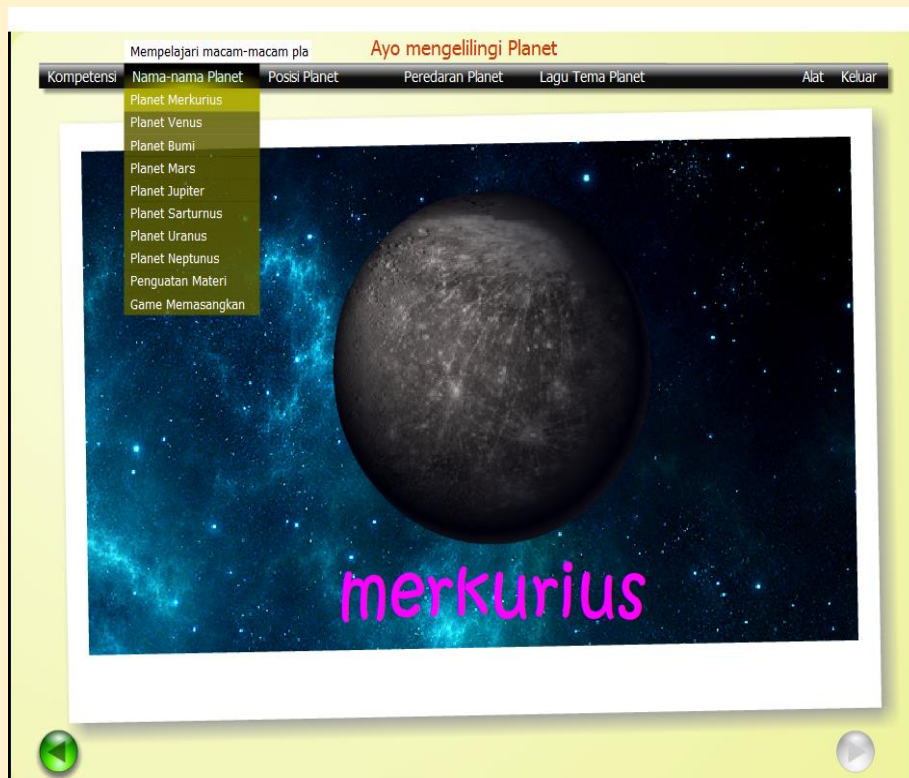 Mempelajari macam-macam pla
Ayo mengelilingi Planet
Kompetensi Nama-nama Planet Posisi Planet Peredaran Planet Lagu Tema Planet Alat Keluar
Planet Merkurius
Planet Venus
Planet Bumi
Planet Mars
Planet Jupiter
Planet Sarturnus
Planet Uranus
Planet Neptunus
Penguatan Materi
Game Memasangkan
merkurius